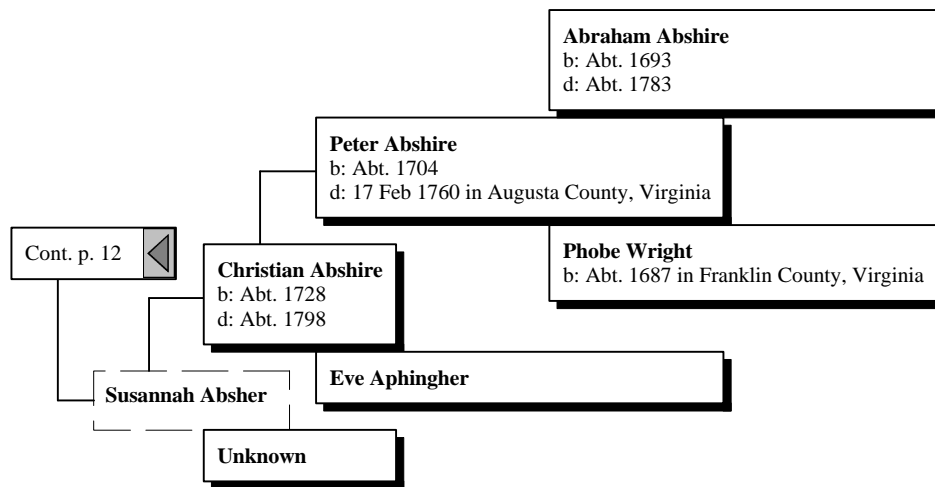 Abraham Abshire
b: Abt. 1693
d: Abt. 1783
Peter Abshire
b: Abt. 1704
d: 17 Feb 1760 in Augusta County, Virginia
Cont. p. 12
Phobe Wright
b: Abt. 1687 in Franklin County, Virginia
Christian Abshire
b: Abt. 1728
d: Abt. 1798
Eve Aphingher
Susannah Absher
Unknown